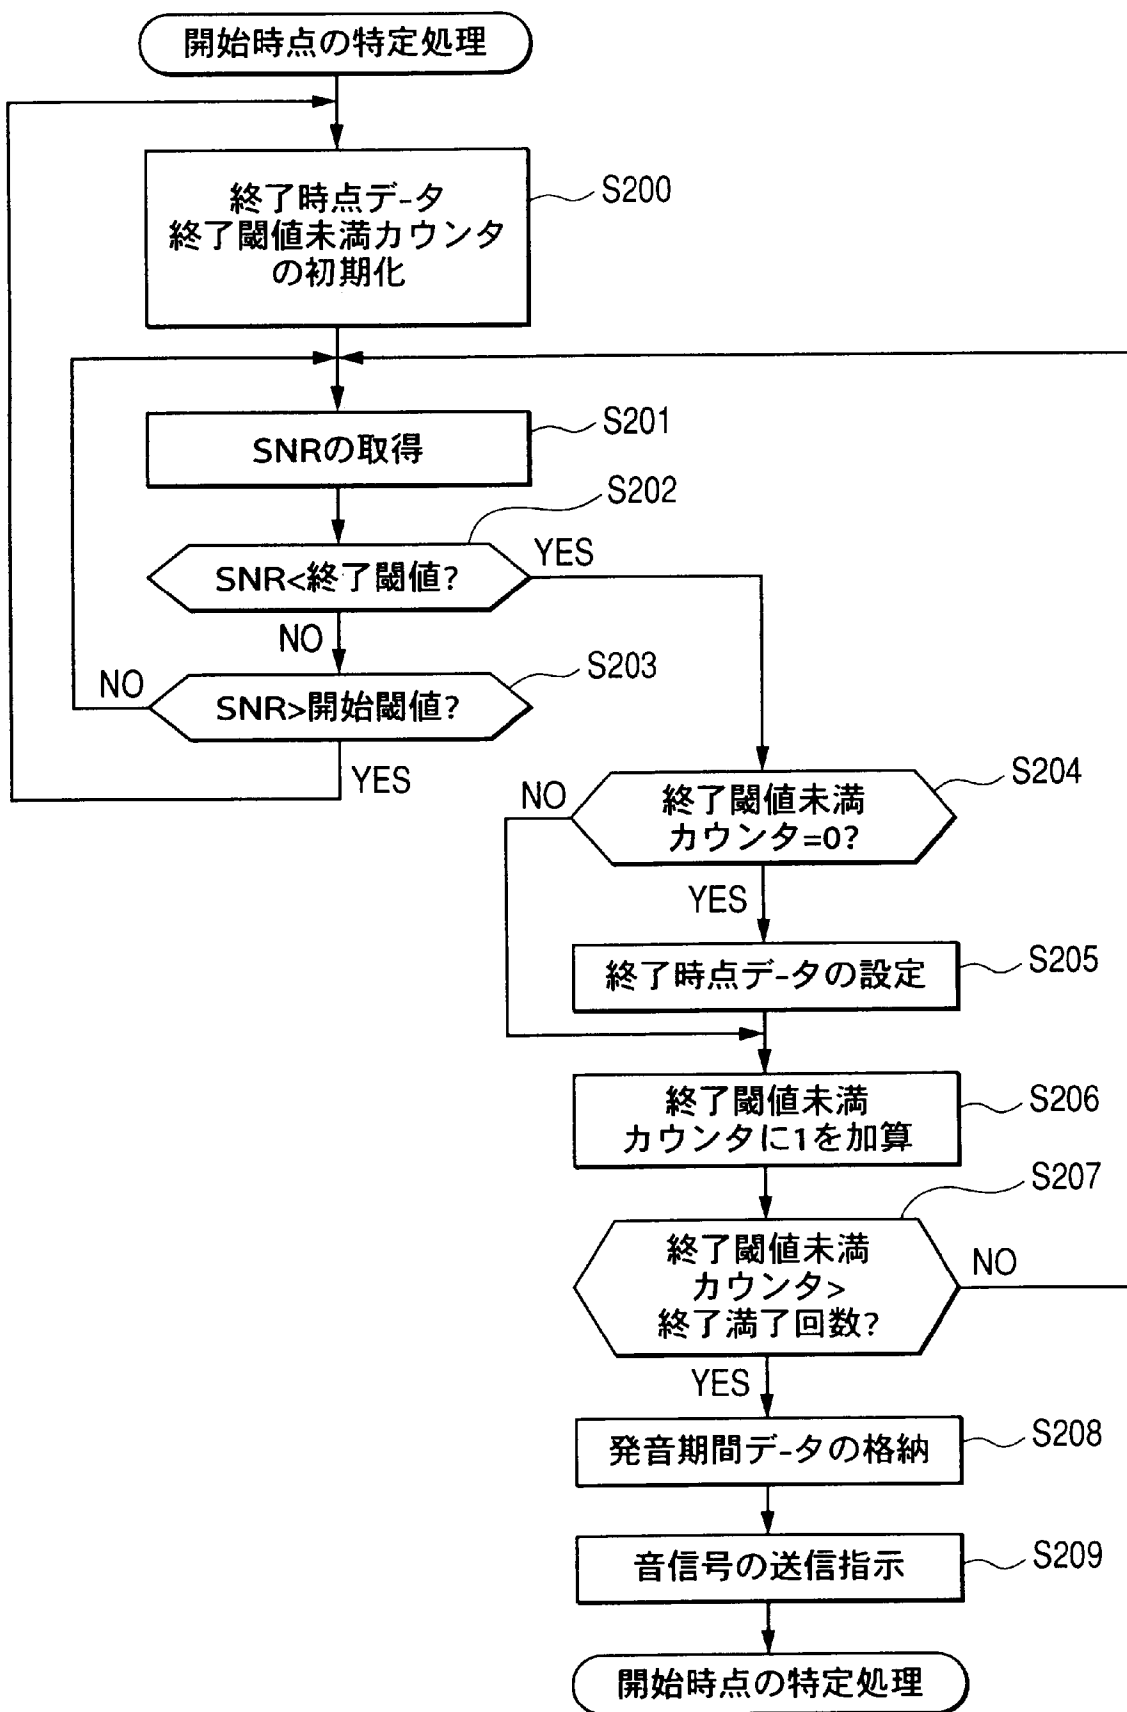 開始時点の特定処理
終了時点デ-タ
終了閾値未満カウンタ
の初期化
S200
SNRの取得
S201
S202
SNR<終了閾値?
YES
NO
S203
SNR>開始閾値?
NO
YES
S204
終了閾値未満
カウンタ=0?
NO
YES
終了時点デ-タの設定
S205
終了閾値未満
カウンタに1を加算
S206
S207
終了閾値未満
カウンタ>
終了満了回数?
NO
YES
発音期間デ-タの格納
S208
音信号の送信指示
S209
開始時点の特定処理